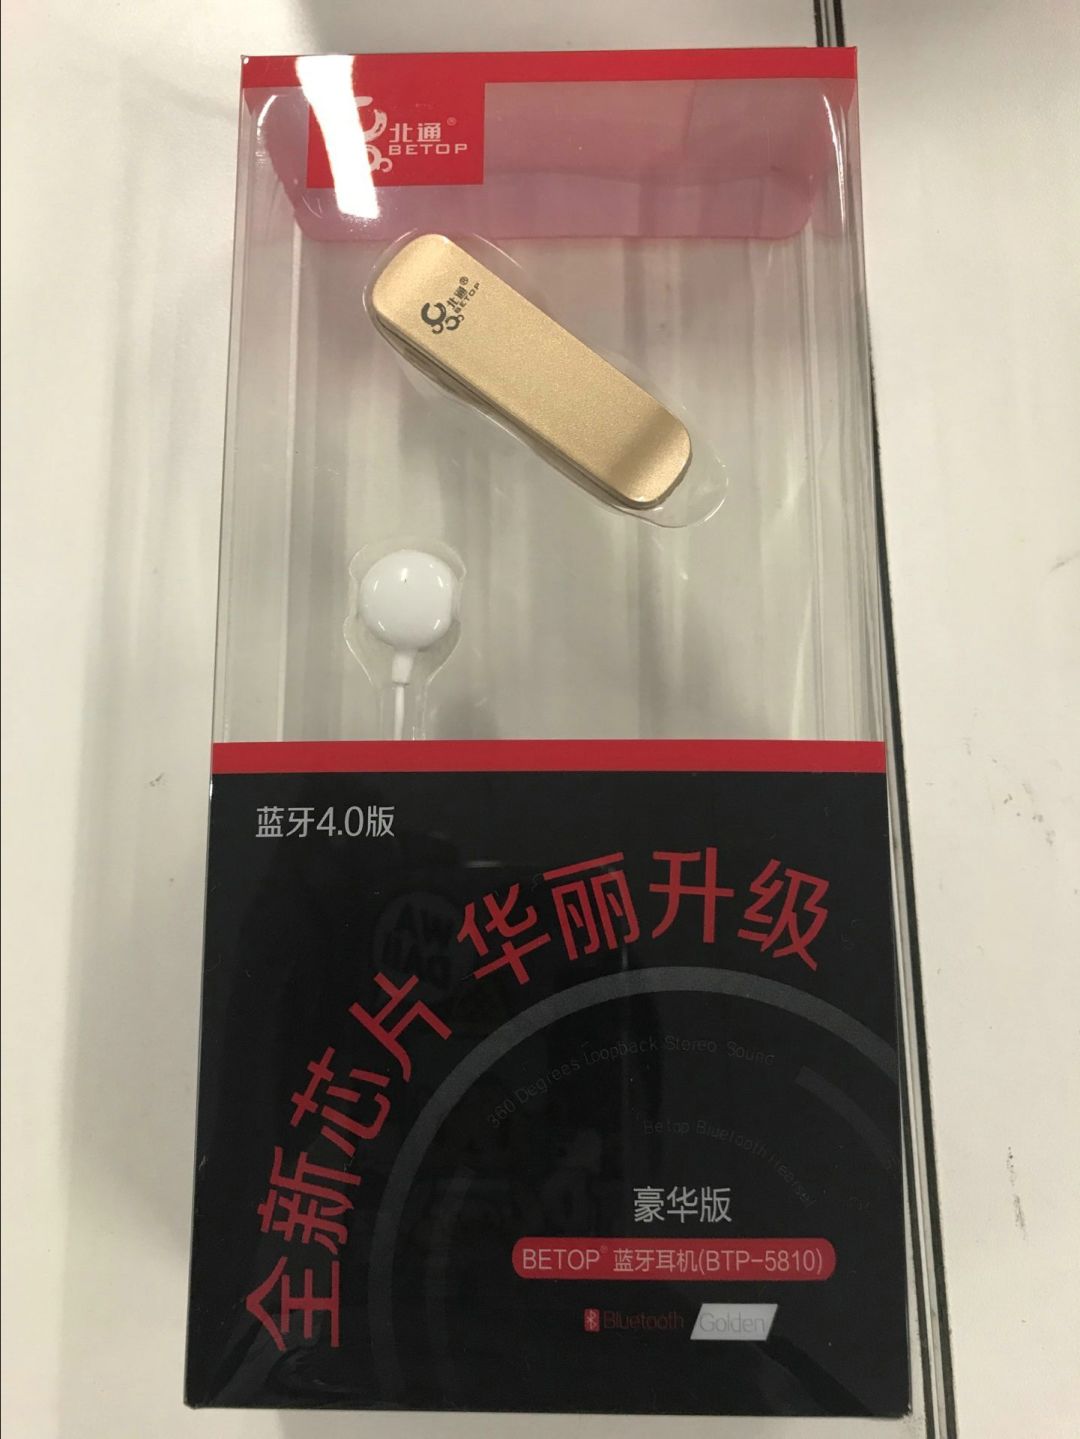 北通®
BETOP
北通®
BETOP
蓝牙4.0版
全新芯片 华丽升级
360 Degrees Loopback Stereo Sound
Betop Bluetooth Headset
豪华版
BETOP® 蓝牙耳机(BTP-5810)
Bluetooth Golden